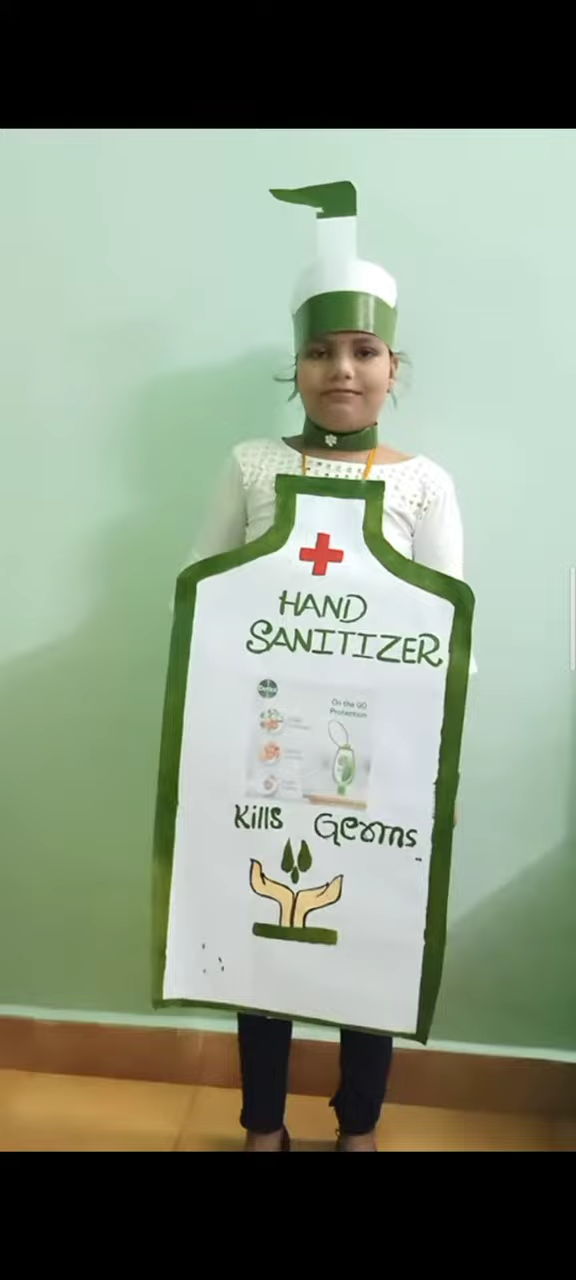 HAND
SANITIZER
On the GO
Protection
Kills Germs